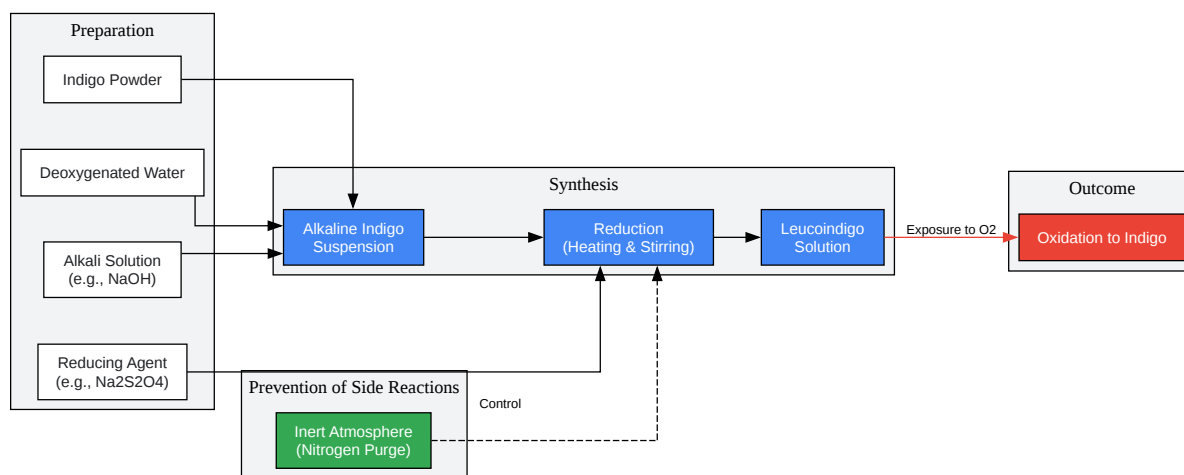 Preparation
Indigo Powder
Deoxygenated Water
Alkali Solution
(e.g., NaOH)
Reducing Agent
(e.g., Na2S2O4)
Synthesis
Alkaline Indigo
Suspension
Reduction
(Heating & Stirring)
Leucoindigo
Solution
Exposure to O2
Outcome
Oxidation to Indigo
Prevention of Side Reactions
Inert Atmosphere
(Nitrogen Purge)
Control